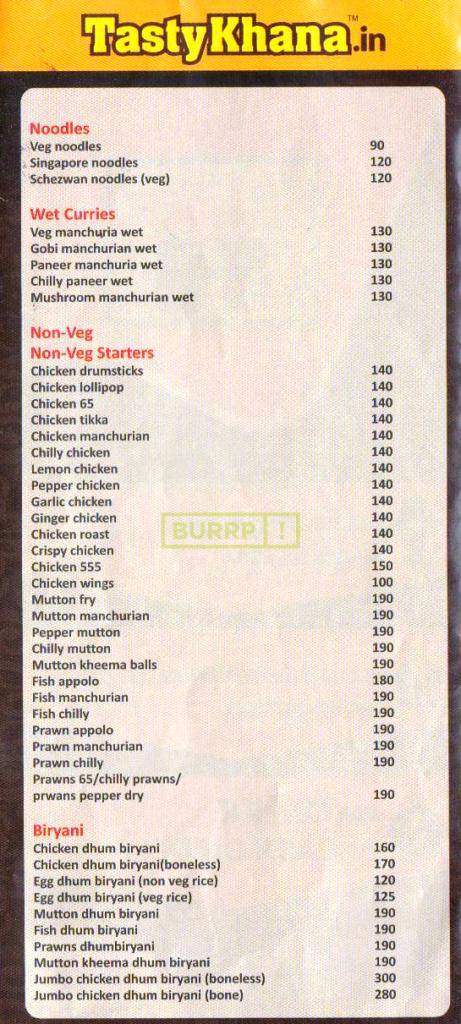 TastyKhana.in™
Noodles
Veg noodles 90
Singapore noodles 120
Schezwan noodles (veg) 120
Wet Curries
Veg manchuria wet 130
Gobi manchurian wet 130
Paneer manchuria wet 130
Chilly paneer wet 130
Mushroom manchurian wet 130
Non-Veg
Non-Veg Starters
Chicken drumsticks 140
Chicken lollipop 140
Chicken 65 140
Chicken tikka 140
Chicken manchurian 140
Chilly chicken 140
Lemon chicken 140
Pepper chicken 140
Garlic chicken 140
Ginger chicken 140
BURRP !
Chicken roast 140
Crispy chicken 140
Chicken 555 150
Chicken wings 100
Mutton fry 190
Mutton manchurian 190
Pepper mutton 190
Chilly mutton 190
Mutton kheema balls 190
Fish appolo 180
Fish manchurian 190
Fish chilly 190
Prawn appolo 190
Prawn manchurian 190
Prawn chilly 190
Prawns 65/chilly prawns/
prwans pepper dry 190
Biryani
Chicken dhum biryani 160
Chicken dhum biryani(boneless) 170
Egg dhum biryani (non veg rice) 120
Egg dhum biryani (veg rice) 125
Mutton dhum biryani 190
Fish dhum biryani 190
Prawns dhumbiryani 190
Mutton kheema dhum biryani 190
Jumbo chicken dhum biryani (boneless) 300
Jumbo chicken dhum biryani (bone) 280